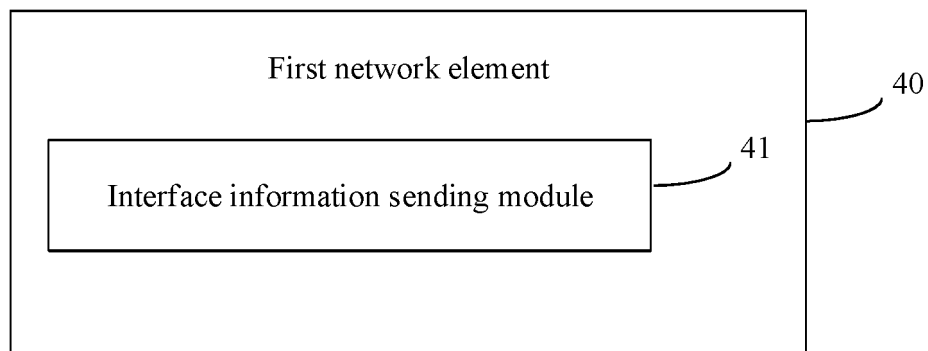 First network element
40
41
Interface information sending module